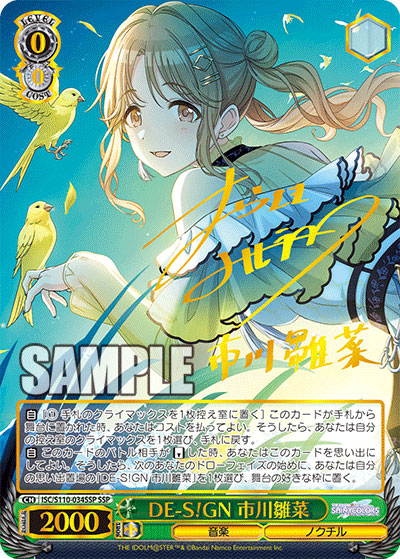 LEVEL
0
0
COST
SAMPLE
市川雛菜
自【① 手札のクライマックスを1枚控え室に置く】このカードが手札から
舞台に置かれた時、あなたはコストを払ってよい。そうしたら、あなたは自分
の控え室のクライマックスを1枚選び、手札に戻す。
自 このカードのバトル相手が した時、あなたはこのカードを思い出に
してよい。そうしたら、次のあなたのドローフェイズの始めに、あなたは自分
の思い出置場の『DE-S!GN 市川雛菜』を1枚選び、舞台の好きな枠に置く。
CH ISC/S110-034SSP SSP
POWER
2000
SOUL
DE-S!GN 市川雛菜
音楽
ノクチル
SHINYCOLORS
THE IDOLM@STER™& ©Bandai Namco Entertainment Inc.